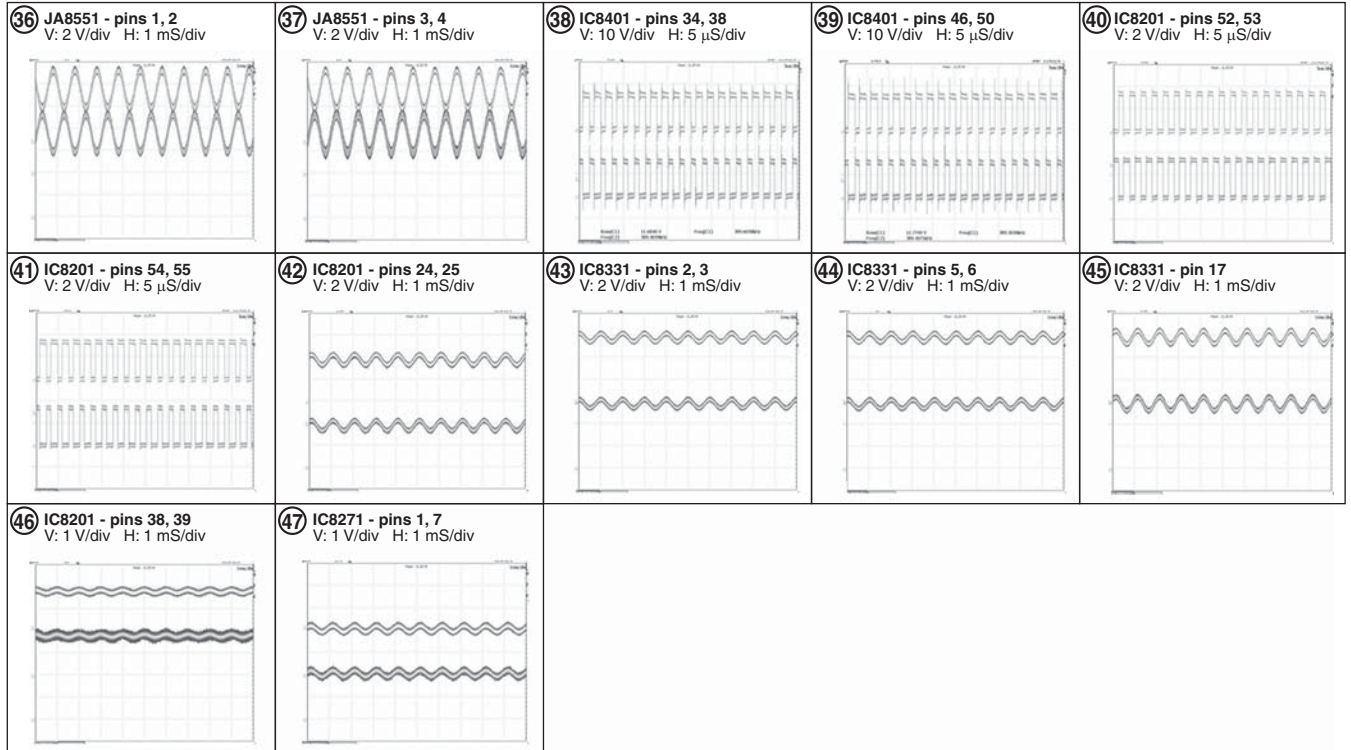 36 JA8551 - pins 1, 2
V: 2 V/div H: 1 mS/div
37 JA8551 - pins 3, 4
V: 2 V/div H: 1 mS/div
38 IC8401 - pins 34, 38
V: 10 V/div H: 5 μS/div
39 IC8401 - pins 46, 50
V: 10 V/div H: 5 μS/div
40 IC8201 - pins 52, 53
V: 2 V/div H: 5 μS/div
41 IC8201 - pins 54, 55
V: 2 V/div H: 5 μS/div
42 IC8201 - pins 24, 25
V: 2 V/div H: 1 mS/div
43 IC8331 - pins 2, 3
V: 2 V/div H: 1 mS/div
44 IC8331 - pins 5, 6
V: 2 V/div H: 1 mS/div
45 IC8331 - pin 17
V: 2 V/div H: 1 mS/div
46 IC8201 - pins 38, 39
V: 1 V/div H: 1 mS/div
47 IC8271 - pins 1, 7
V: 1 V/div H: 1 mS/div